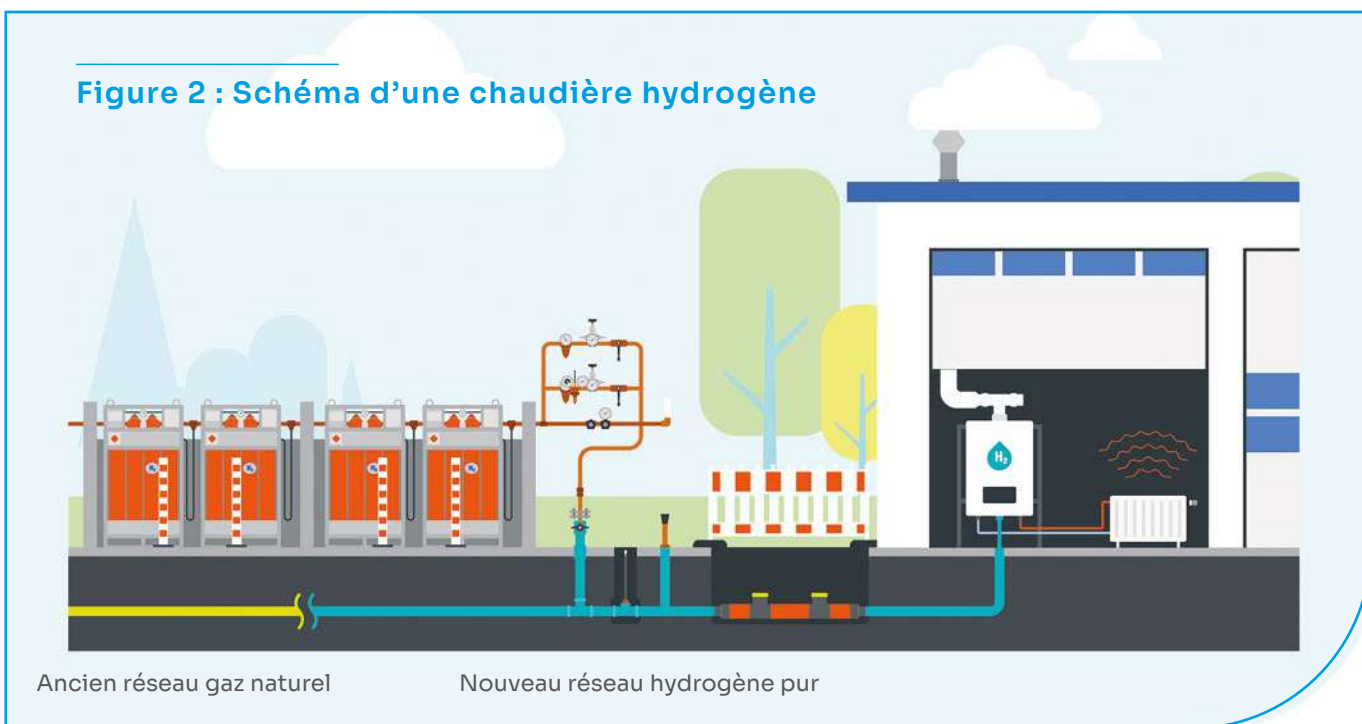 Figure 2 : Schéma d’une chaudière hydrogène
H₂
Ancien réseau gaz naturel
Nouveau réseau hydrogène pur